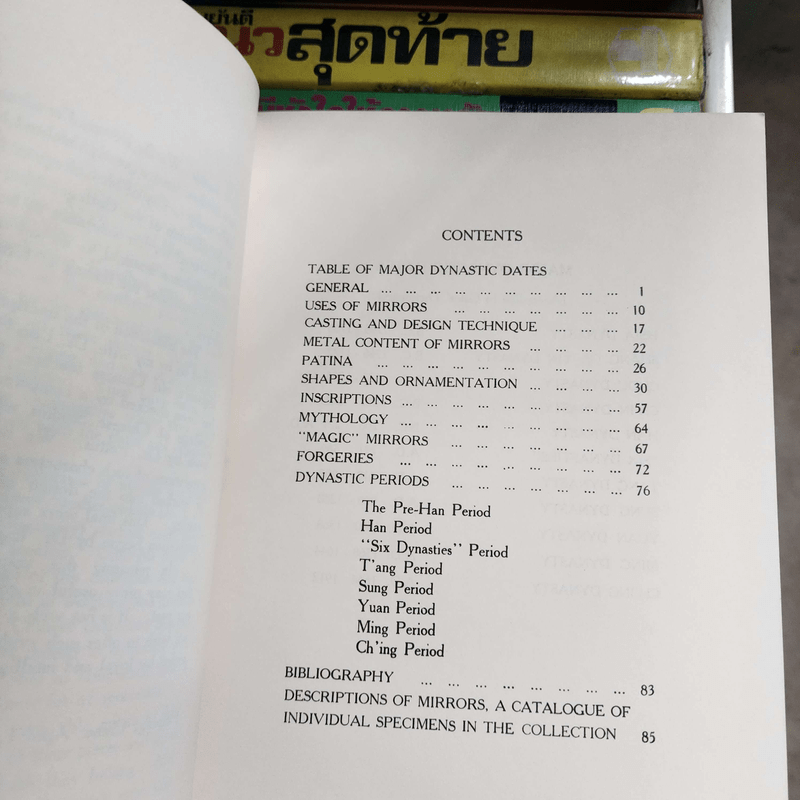 สุดท้าย
CONTENTS
TABLE OF MAJOR DYNASTIC DATES
GENERAL ... ... ... ... ... ... ... ... ... ... 1
USES OF MIRRORS ... ... ... ... ... ... ... 10
CASTING AND DESIGN TECHNIQUE ... ... ... 17
METAL CONTENT OF MIRRORS ... ... ... ... 22
PATINA ... ... ... ... ... ... ... ... ... ... 26
SHAPES AND ORNAMENTATION ... ... ... ... 30
INSCRIPTIONS ... ... ... ... ... ... ... ... ... 57
MYTHOLOGY ... ... ... ... ... ... ... ... ... 64
"MAGIC" MIRRORS ... ... ... ... ... ... ... 67
FORGERIES ... ... ... ... ... ... ... ... ... 72
DYNASTIC PERIODS ... ... ... ... ... ... ... 76
The Pre-Han Period
Han Period
"Six Dynasties" Period
T'ang Period
Sung Period
Yuan Period
Ming Period
Ch'ing Period
BIBLIOGRAPHY ... ... ... ... ... ... ... ... 83
DESCRIPTIONS OF MIRRORS, A CATALOGUE OF
INDIVIDUAL SPECIMENS IN THE COLLECTION 85